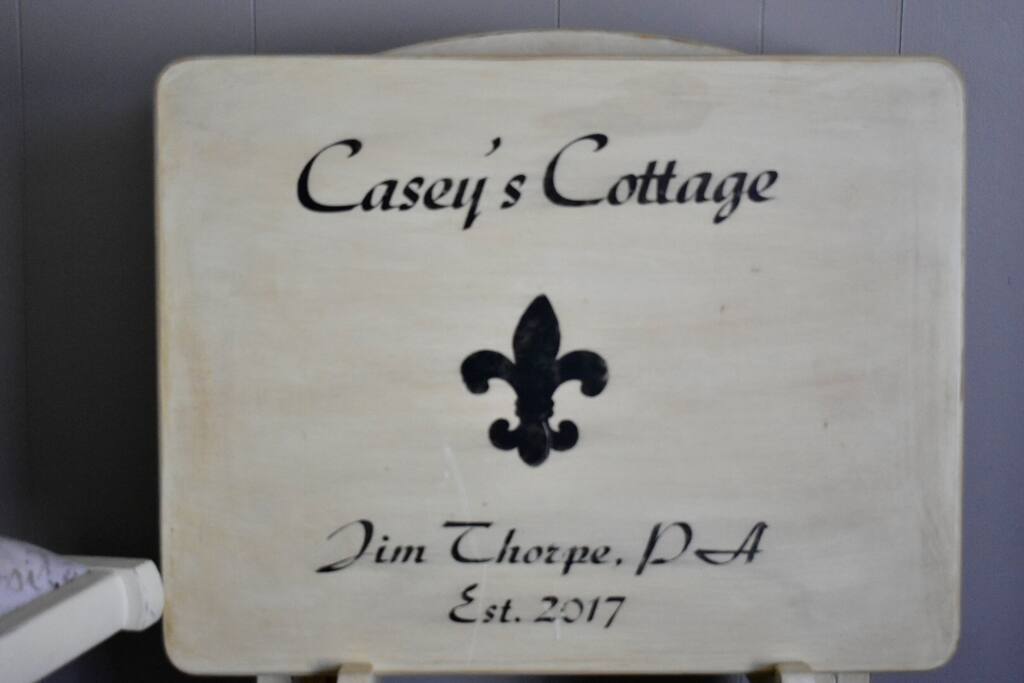 Casey's Cottage
Jim Thorpe, PA
Est. 2017